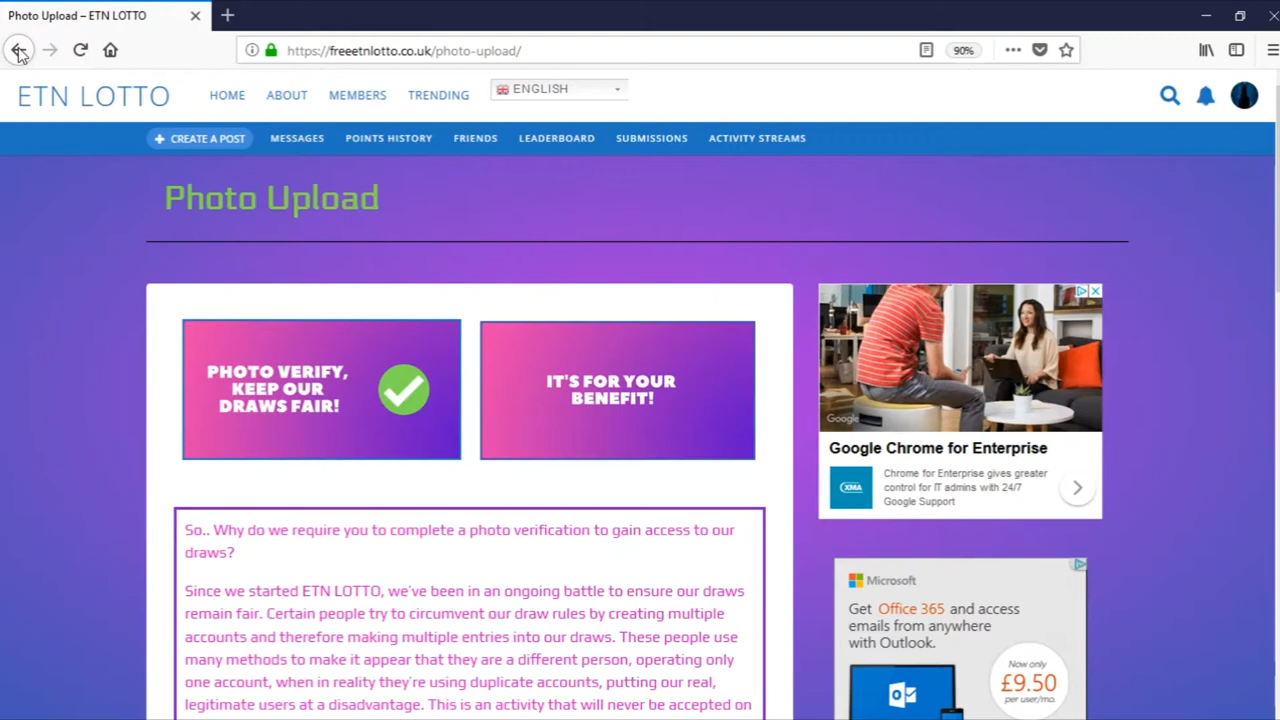 Photo Upload – ETN LOTTO
https://freeetnlotto.co.uk/photo-upload/
90%
ETN LOTTO
HOME
ABOUT
MEMBERS
TRENDING
ENGLISH
CREATE A POST
MESSAGES
POINTS HISTORY
FRIENDS
LEADERBOARD
SUBMISSIONS
ACTIVITY STREAMS
Photo Upload
PHOTO VERIFY,
KEEP OUR
DRAWS FAIR!
IT'S FOR YOUR
BENEFIT!
So.. Why do we require you to complete a photo verification to gain access to our
draws?
Since we started ETN LOTTO, we've been in an ongoing battle to ensure our draws
remain fair. Certain people try to circumvent our draw rules by creating multiple
accounts and therefore making multiple entries into our draws. These people use
many methods to make it appear that they are a different person, operating only
one account, when in reality they're using duplicate accounts, putting our real,
legitimate users at a disadvantage. This is an activity that will never be accepted on
Google
Google Chrome for Enterprise
XMA
Chrome for Enterprise gives greater
control for IT admins with 24/7
Google Support
Microsoft
Get Office 365 and access
emails from anywhere
with Outlook.
Now only
£9.50
per user/mo.